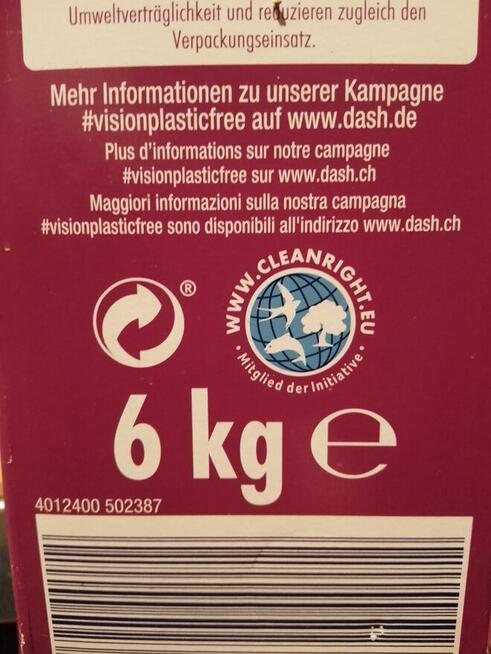 Umweltverträglichkeit und reduzieren zugleich den
Verpackungseinsatz.
Mehr Informationen zu unserer Kampagne
#visionplasticfree auf www.dash.de
Plus d'informations sur notre campagne
#visionplasticfree sur www.dash.ch
Maggiori informazioni sulla nostra campagna
#visionplasticfree sono disponibili all'indirizzo www.dash.ch
®
WWW.CLEANRIGHT.EU
• Mitglied der Initiative •
6 kg e
4012400 502387